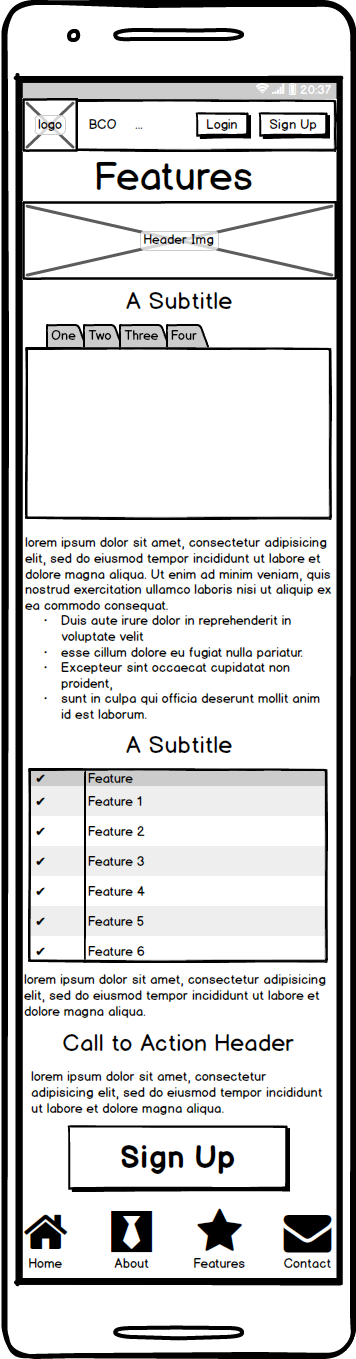 20:37
logo BCO ... Login Sign Up
Features
Header Img
A Subtitle
One Two Three Four
lorem ipsum dolor sit amet, consectetur adipisicing
elit, sed do eiusmod tempor incididunt ut labore et
dolore magna aliqua. Ut enim ad minim veniam, quis
nostrud exercitation ullamco laboris nisi ut aliquip ex
ea commodo consequat.
· Duis aute irure dolor in reprehenderit in
voluptate velit
· esse cillum dolore eu fugiat nulla pariatur.
· Excepteur sint occaecat cupidatat non
proident,
· sunt in culpa qui officia deserunt mollit anim
id est laborum.
A Subtitle
✔ Feature
✔ Feature 1
✔ Feature 2
✔ Feature 3
✔ Feature 4
✔ Feature 5
✔ Feature 6
lorem ipsum dolor sit amet, consectetur adipisicing
elit, sed do eiusmod tempor incididunt ut labore et
dolore magna aliqua.
Call to Action Header
lorem ipsum dolor sit amet, consectetur
adipisicing elit, sed do eiusmod tempor incididunt
ut labore et dolore magna aliqua.
Sign Up
Home About Features Contact